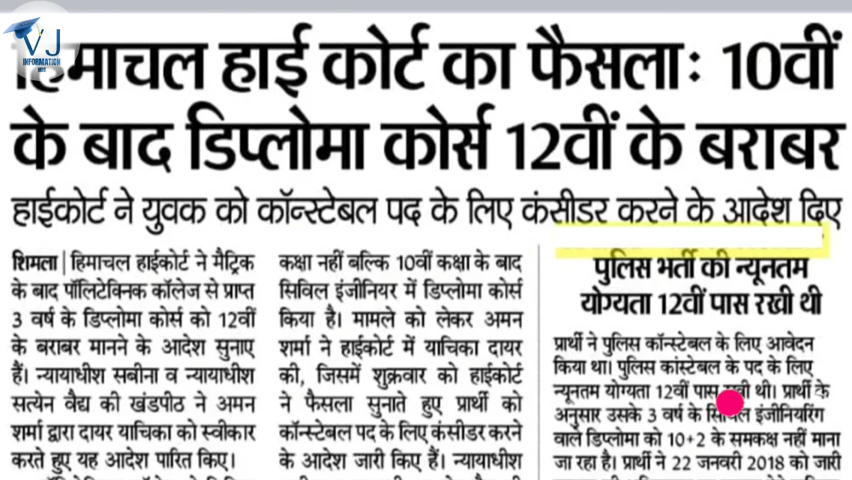 VJ
INFORMATION
हिमाचल हाई कोर्ट का फैसला: 10वीं
के बाद डिप्लोमा कोर्स 12वीं के बराबर
हाईकोर्ट ने युवक को कॉन्स्टेबल पद के लिए कंसीडर करने के आदेश दिए
शिमला | हिमाचल हाईकोर्ट ने मैट्रिक
के बाद पॉलिटेक्निक कॉलेज से प्राप्त
3 वर्ष के डिप्लोमा कोर्स को 12वीं
के बराबर मानने के आदेश सुनाए
हैं। न्यायाधीश सबीना व न्यायाधीश
सत्येन वैद्य की खंडपीठ ने अमन
शर्मा द्वारा दायर याचिका को स्वीकार
करते हुए यह आदेश पारित किए।
कक्षा नहीं बल्कि 10वीं कक्षा के बाद
सिविल इंजीनियर में डिप्लोमा कोर्स
किया है। मामले को लेकर अमन
शर्मा ने हाईकोर्ट में याचिका दायर
की, जिसमें शुक्रवार को हाईकोर्ट
ने फैसला सुनाते हुए प्रार्थी को
कॉन्स्टेबल पद के लिए कंसीडर करने
के आदेश जारी किए हैं। न्यायाधीश
पुलिस भर्ती की न्यूनतम
योग्यता 12वीं पास रखी थी
प्रार्थी ने पुलिस कॉन्स्टेबल के लिए आवेदन
किया था। पुलिस कांस्टेबल के पद के लिए
न्यूनतम योग्यता 12वीं पास रखी थी। प्रार्थी के
अनुसार उसके 3 वर्ष के सिविल इंजीनियरिंग
वाले डिप्लोमा को 10+2 के समकक्ष नहीं माना
जा रहा है। प्रार्थी ने 22 जनवरी 2018 को जारी